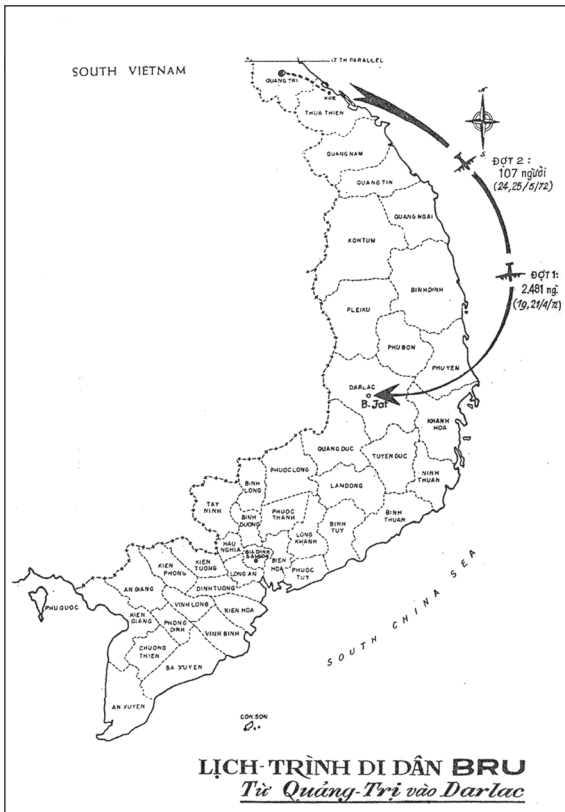 SOUTH VIETNAM
17 TH PARALLEL
QUANG TRI
HUE
THUA THIEN
N
S
ĐỢT 2 :
107 người
(24, 25/5/72)
QUANG NAM
QUANG TIN
QUANG NGAI
KONTUM
ĐỢT 1:
2,481 ng
(19, 21/4/72)
BINH DINH
PLEIKU
PHU BON
PHU YEN
DARLAC
B. Jat
KHANH HOA
QUANG DUC
TUYEN DUC
NINH THUAN
PHUOC LONG
BINH LONG
LAM DONG
TAY NINH
PHUOC THANH
BINH DUONG
BINH THUAN
LONG KHANH
BINH TUY
HAU NGHIA
GIA DINH
SAIGON
BIEN HOA
PHUOC TUY
LONG AN
KIEN PHONG
KIEN TUONG
DINH TUONG
AN GIANG
PHU QUOC
VINH LONG
KIEN HOA
KIEN GIANG
PHONG DINH
VINH BINH
CHUONG THIEN
BA XUYEN
AN XUYEN
CON SON
SOUTH CHINA SEA
LỊCH-TRÌNH DI DÂN BRU
Từ Quảng-Trị vào Darlac